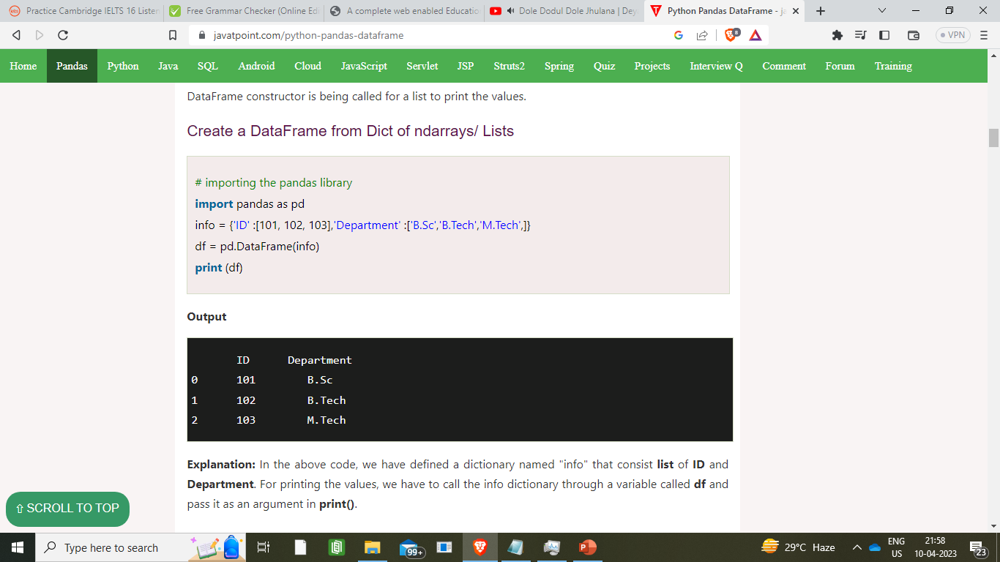 Practice Cambridge IELTS 16 Listen
Free Grammar Checker (Online Edi
A complete web enabled Educatio
Dole Dodul Dole Jhulana | Dey
Python Pandas DataFrame - ja
javatpoint.com/python-pandas-dataframe
8
VPN
Home Pandas Python Java SQL Android Cloud JavaScript Servlet JSP Struts2 Spring Quiz Projects Interview Q Comment Forum Training
DataFrame constructor is being called for a list to print the values.
Create a DataFrame from Dict of ndarrays/ Lists
# importing the pandas library
import pandas as pd
info = {'ID' :[101, 102, 103],'Department' :['B.Sc','B.Tech','M.Tech',]}
df = pd.DataFrame(info)
print (df)
Output
ID Department
0 101 B.Sc
1 102 B.Tech
2 103 M.Tech
Explanation: In the above code, we have defined a dictionary named "info" that consist list of ID and
Department. For printing the values, we have to call the info dictionary through a variable called df and
pass it as an argument in print().
⇧ SCROLL TO TOP
Type here to search
99+
29°C Haze
ENG
US
21:58
10-04-2023
23